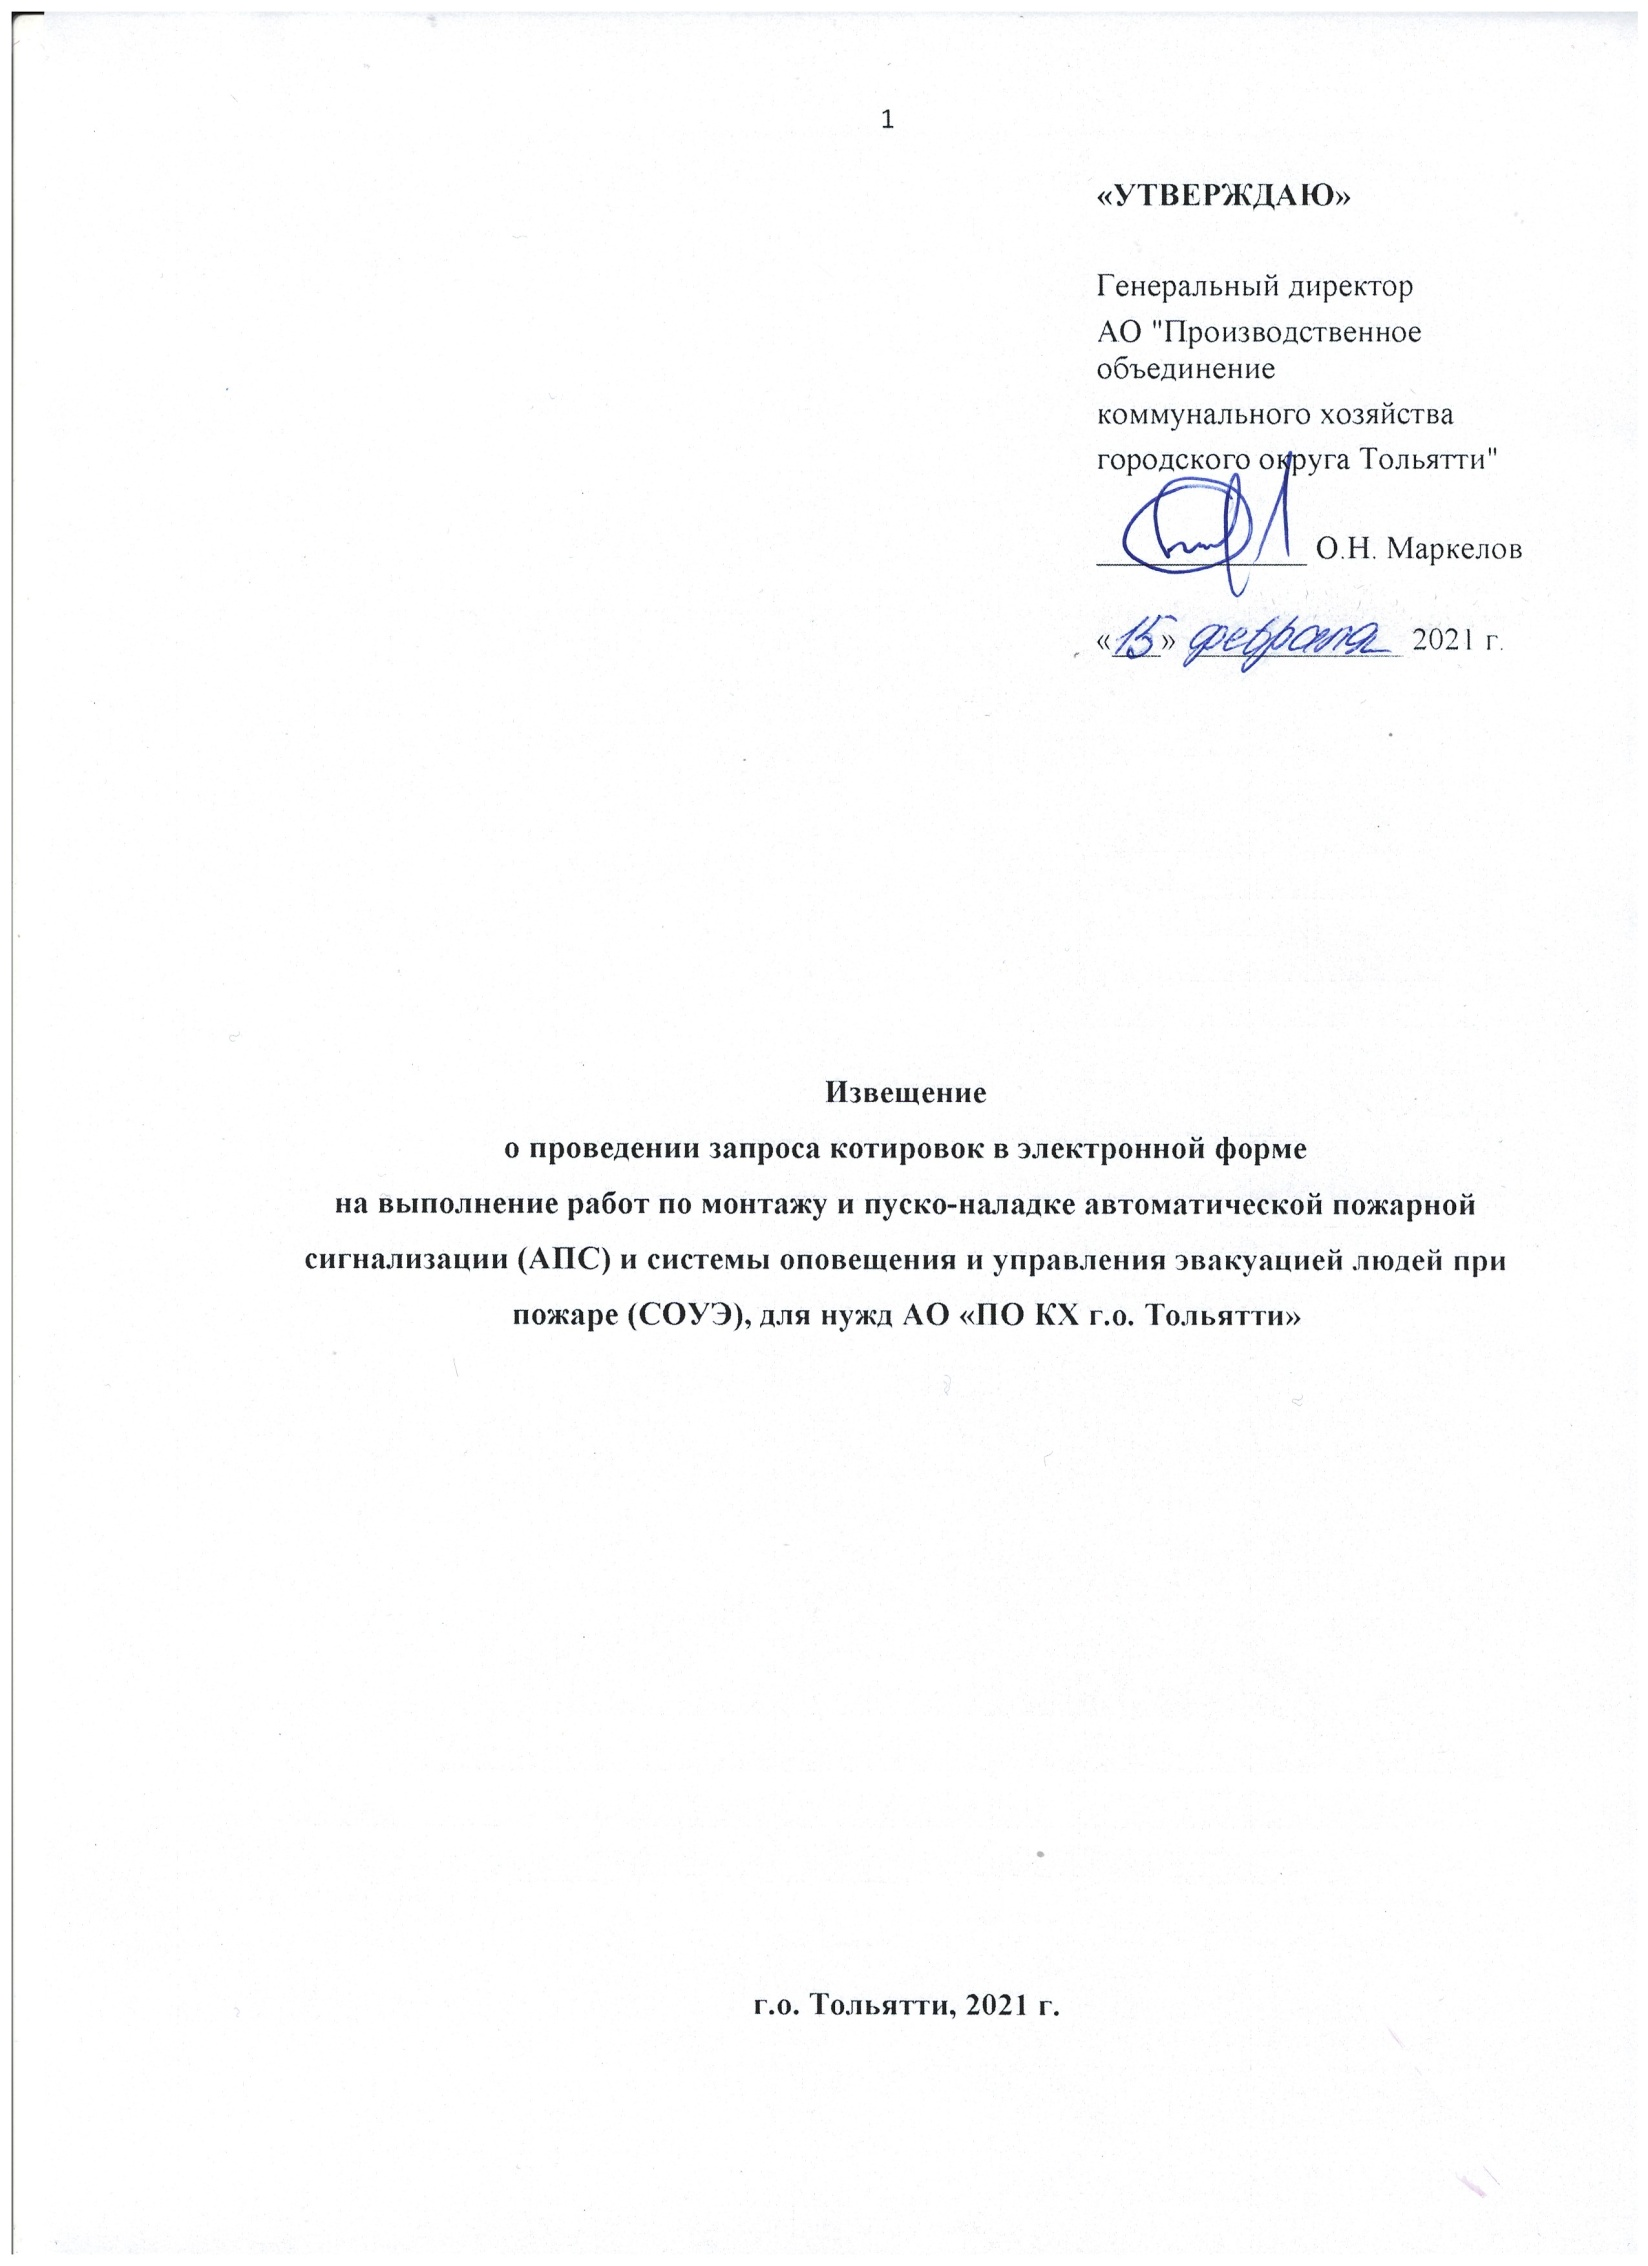 1
«УТВЕРЖДАЮ»
Генеральный директор
АО "Производственное
объединение
коммунального хозяйства
городского округа Тольятти"
О.Н. Маркелов
«15» февраля 2021 г.
Извещение
о проведении запроса котировок в электронной форме
на выполнение работ по монтажу и пуско-наладке автоматической пожарной
сигнализации (АПС) и системы оповещения и управления эвакуацией людей при
пожаре (СОУЭ), для нужд АО «ПО КХ г.о. Тольятти»
г.о. Тольятти, 2021 г.